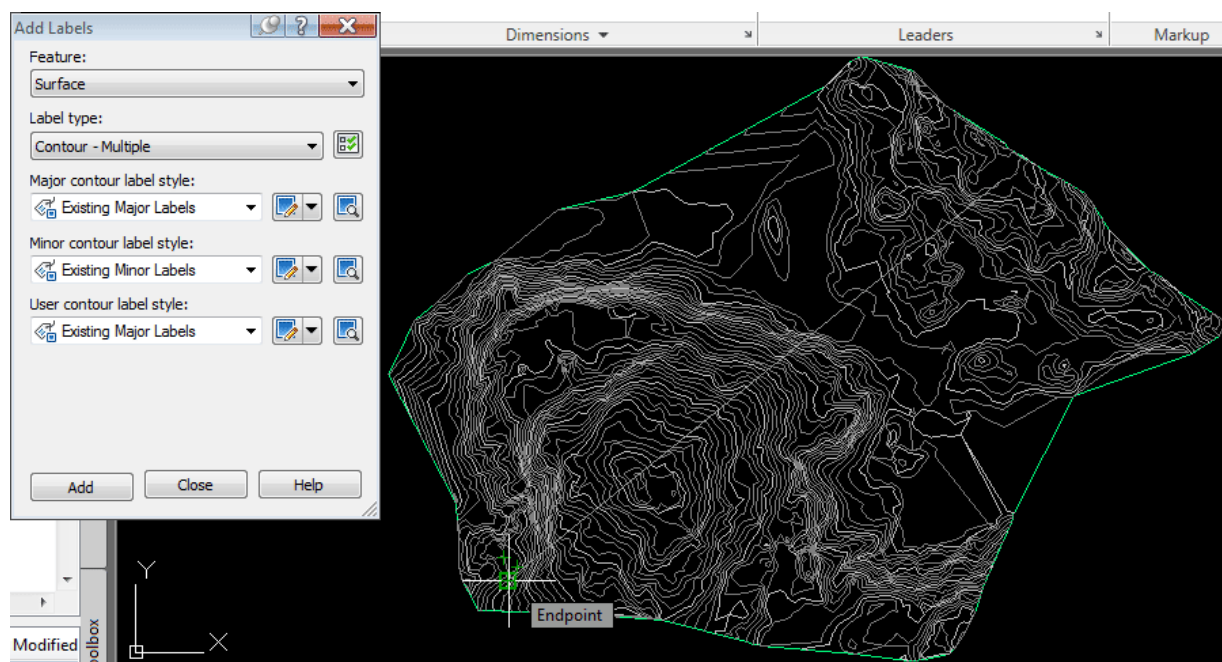 Add Labels
Feature:
Surface
Label type:
Contour - Multiple
Major contour label style:
Existing Major Labels
Minor contour label style:
Existing Minor Labels
User contour label style:
Existing Major Labels
Add Close Help
Dimensions Leaders Markup
Y
X
Endpoint
Modified
oolbox